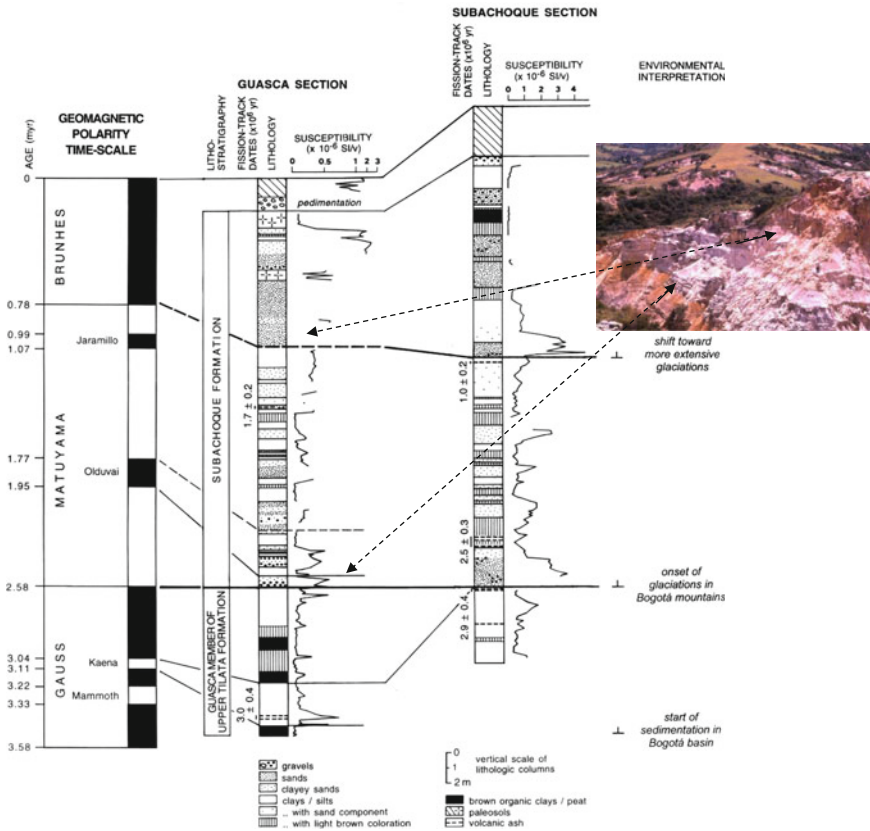 SUBACHOQUE SECTION
FISSION-TRACK
DATES (x10⁶ yr)
LITHOLOGY
SUSCEPTIBILITY
(x 10⁻⁶ SI/v)
0 1 2 3 4
ENVIRONMENTAL
INTERPRETATION
GUASCA SECTION
GEOMAGNETIC
POLARITY
TIME-SCALE
AGE (myr)
LITHO-
STRATIGRAPHY
FISSION-TRACK
DATES (x10⁶ yr)
LITHOLOGY
SUSCEPTIBILITY
(x 10⁻⁶ SI/v)
0 0.5 1 2 3
pedimentation
0
0.78
0.99
1.07
1.77
1.95
2.58
3.04
3.11
3.22
3.33
3.58
BRUNHES
MATUYAMA
GAUSS
Jaramillo
Olduvai
Kaena
Mammoth
SUBACHOQUE FORMATION
GUASCA MEMBER OF
UPPER TILATA FORMATION
1.7 ± 0.2
3.0
± 0.4
1.0 ± 0.2
2.5 ± 0.3
2.9 ± 0.4
shift toward
more extensive
glaciations
onset of
glaciations in
Bogotá mountains
start of
sedimentation in
Bogotá basin
gravels
sands
clayey sands
clays / silts
„ with sand component
„ with light brown coloration
0
1
2 m
vertical scale of
lithologic columns
brown organic clays / peat
paleosols
volcanic ash